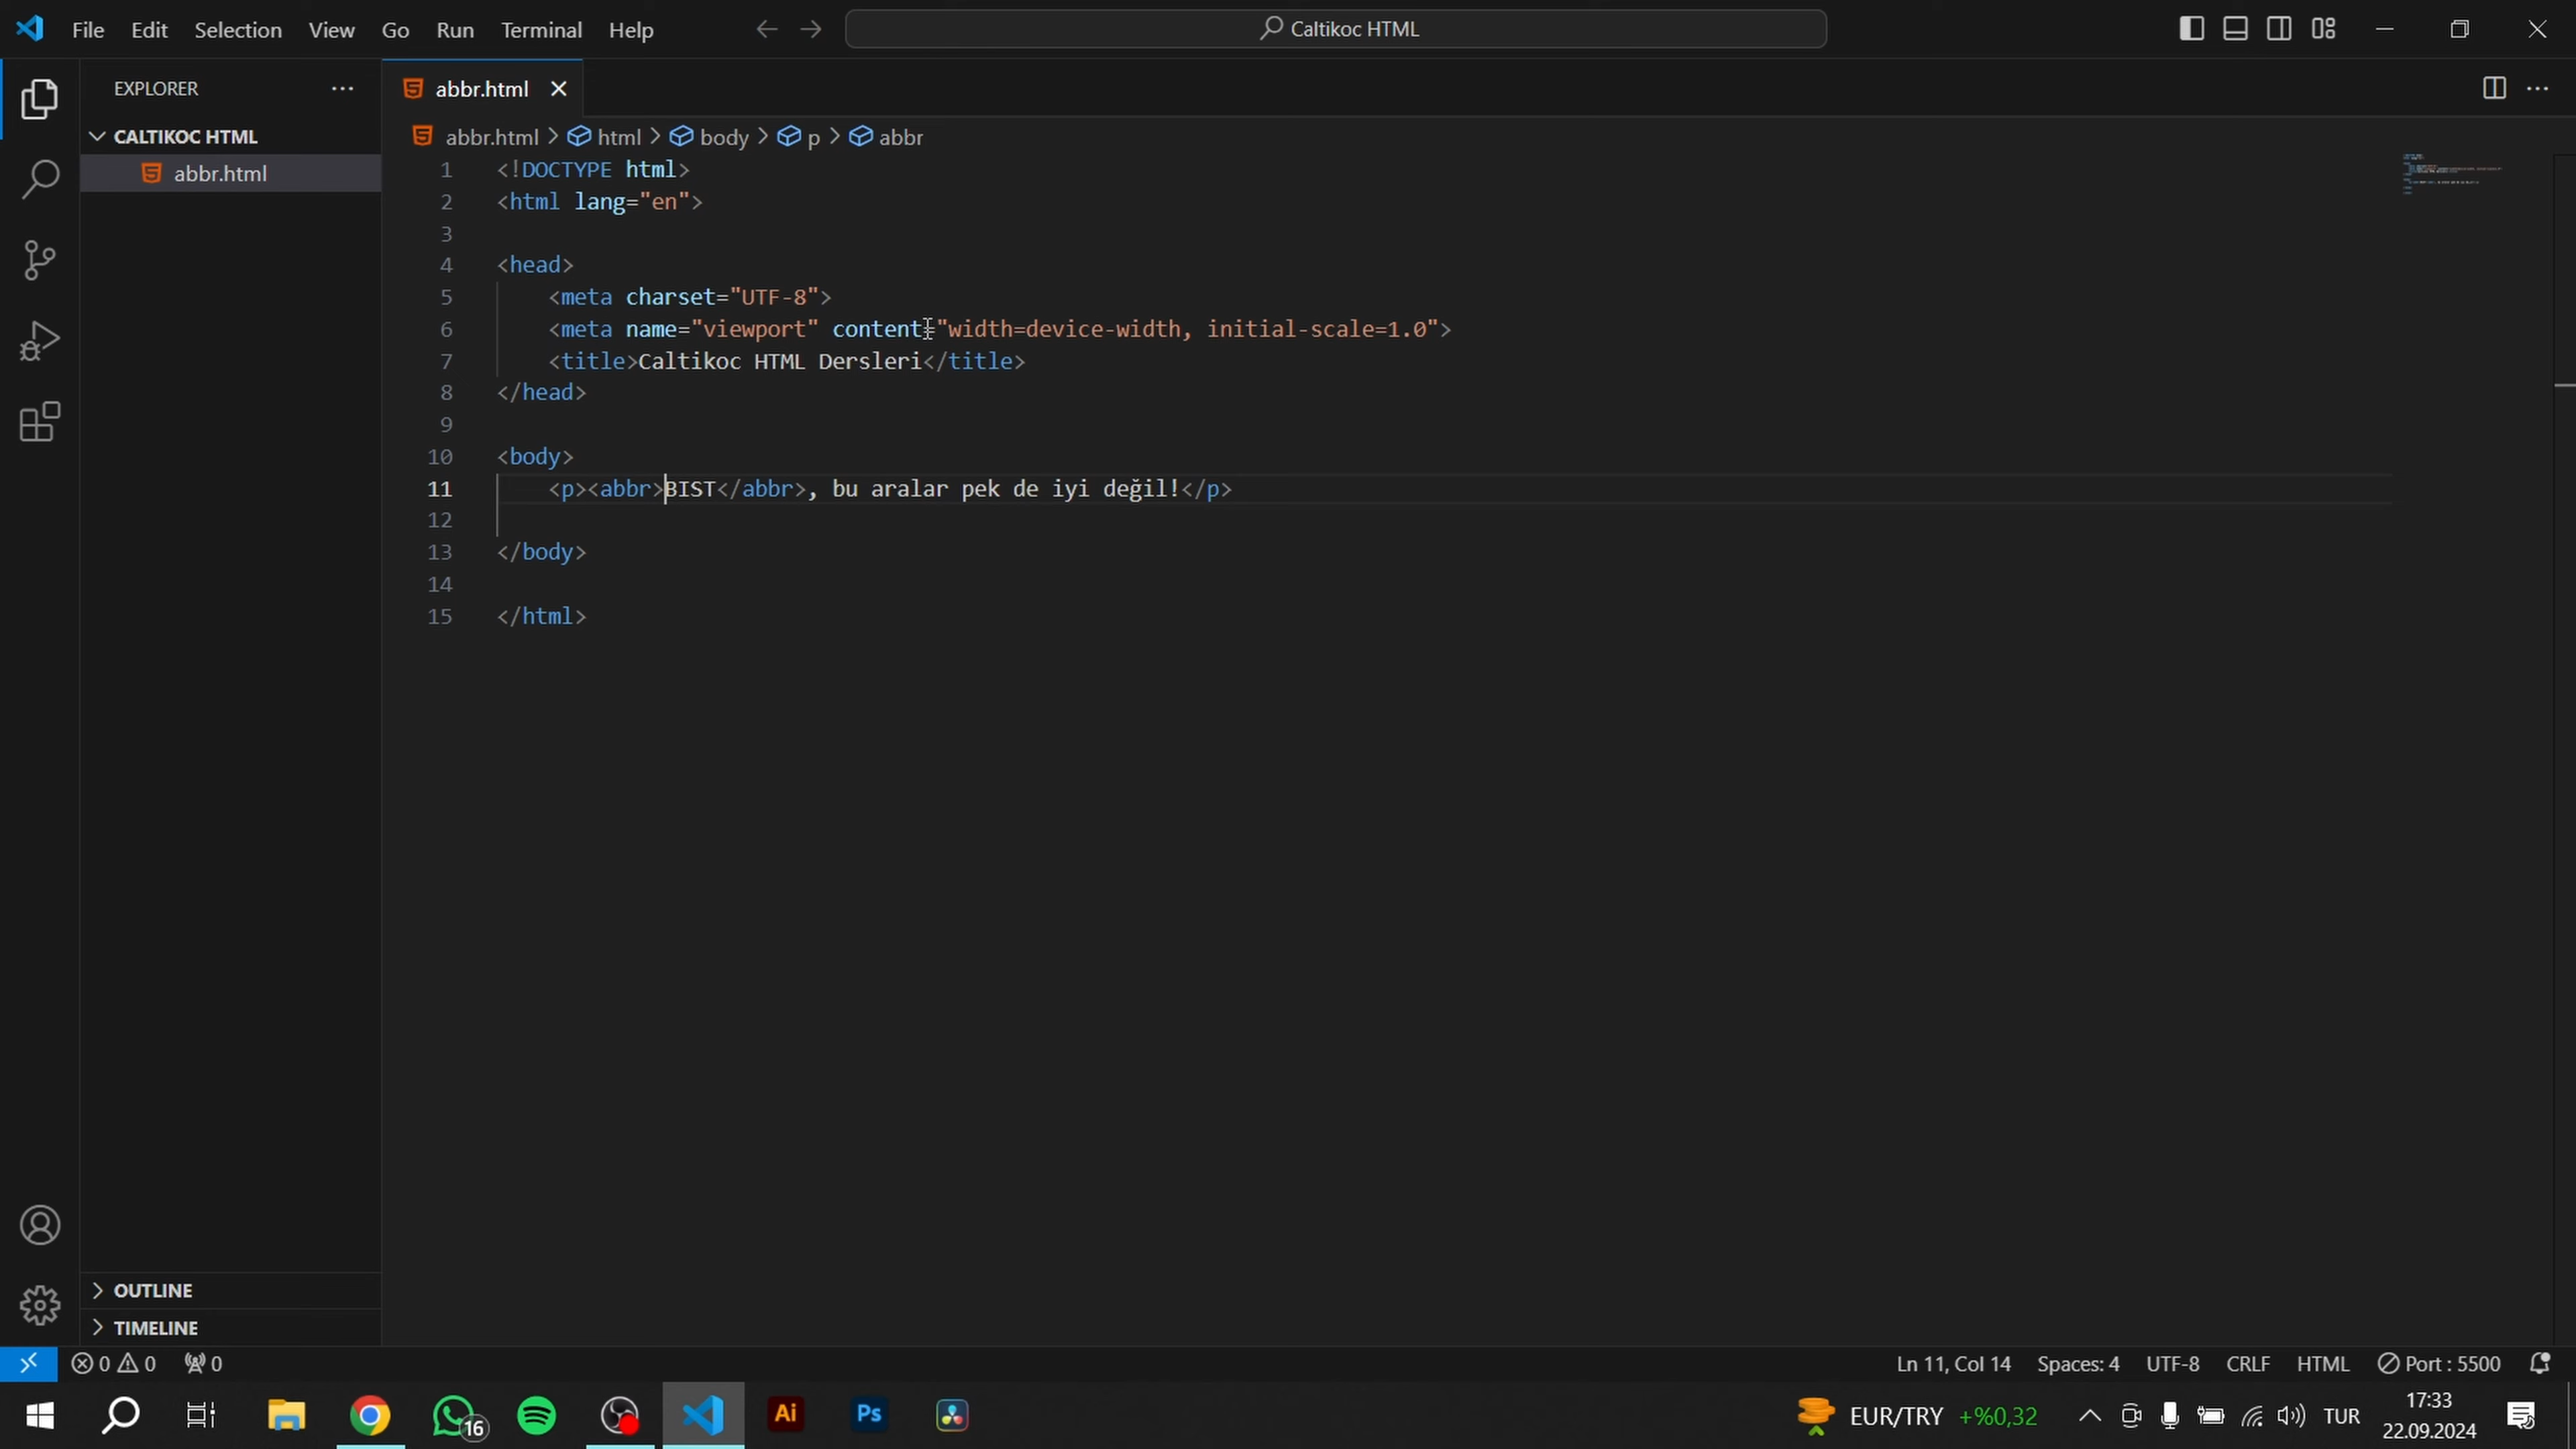 File Edit Selection View Go Run Terminal Help
Caltikoc HTML
EXPLORER
CALTIKOC HTML
abbr.html
abbr.html
abbr.html > html > body > p > abbr
1 <!DOCTYPE html>
2 <html lang="en">
3
4 <head>
5 <meta charset="UTF-8">
6 <meta name="viewport" content="width=device-width, initial-scale=1.0">
7 <title>Caltikoc HTML Dersleri</title>
8 </head>
9
10 <body>
11 <p><abbr>BIST</abbr>, bu aralar pek de iyi değil!</p>
12
13 </body>
14
15 </html>
OUTLINE
TIMELINE
0 0 0
Ln 11, Col 14 Spaces: 4 UTF-8 CRLF HTML Port : 5500
16
Ai
Ps
EUR/TRY +%0,32
TUR
17:33
22.09.2024